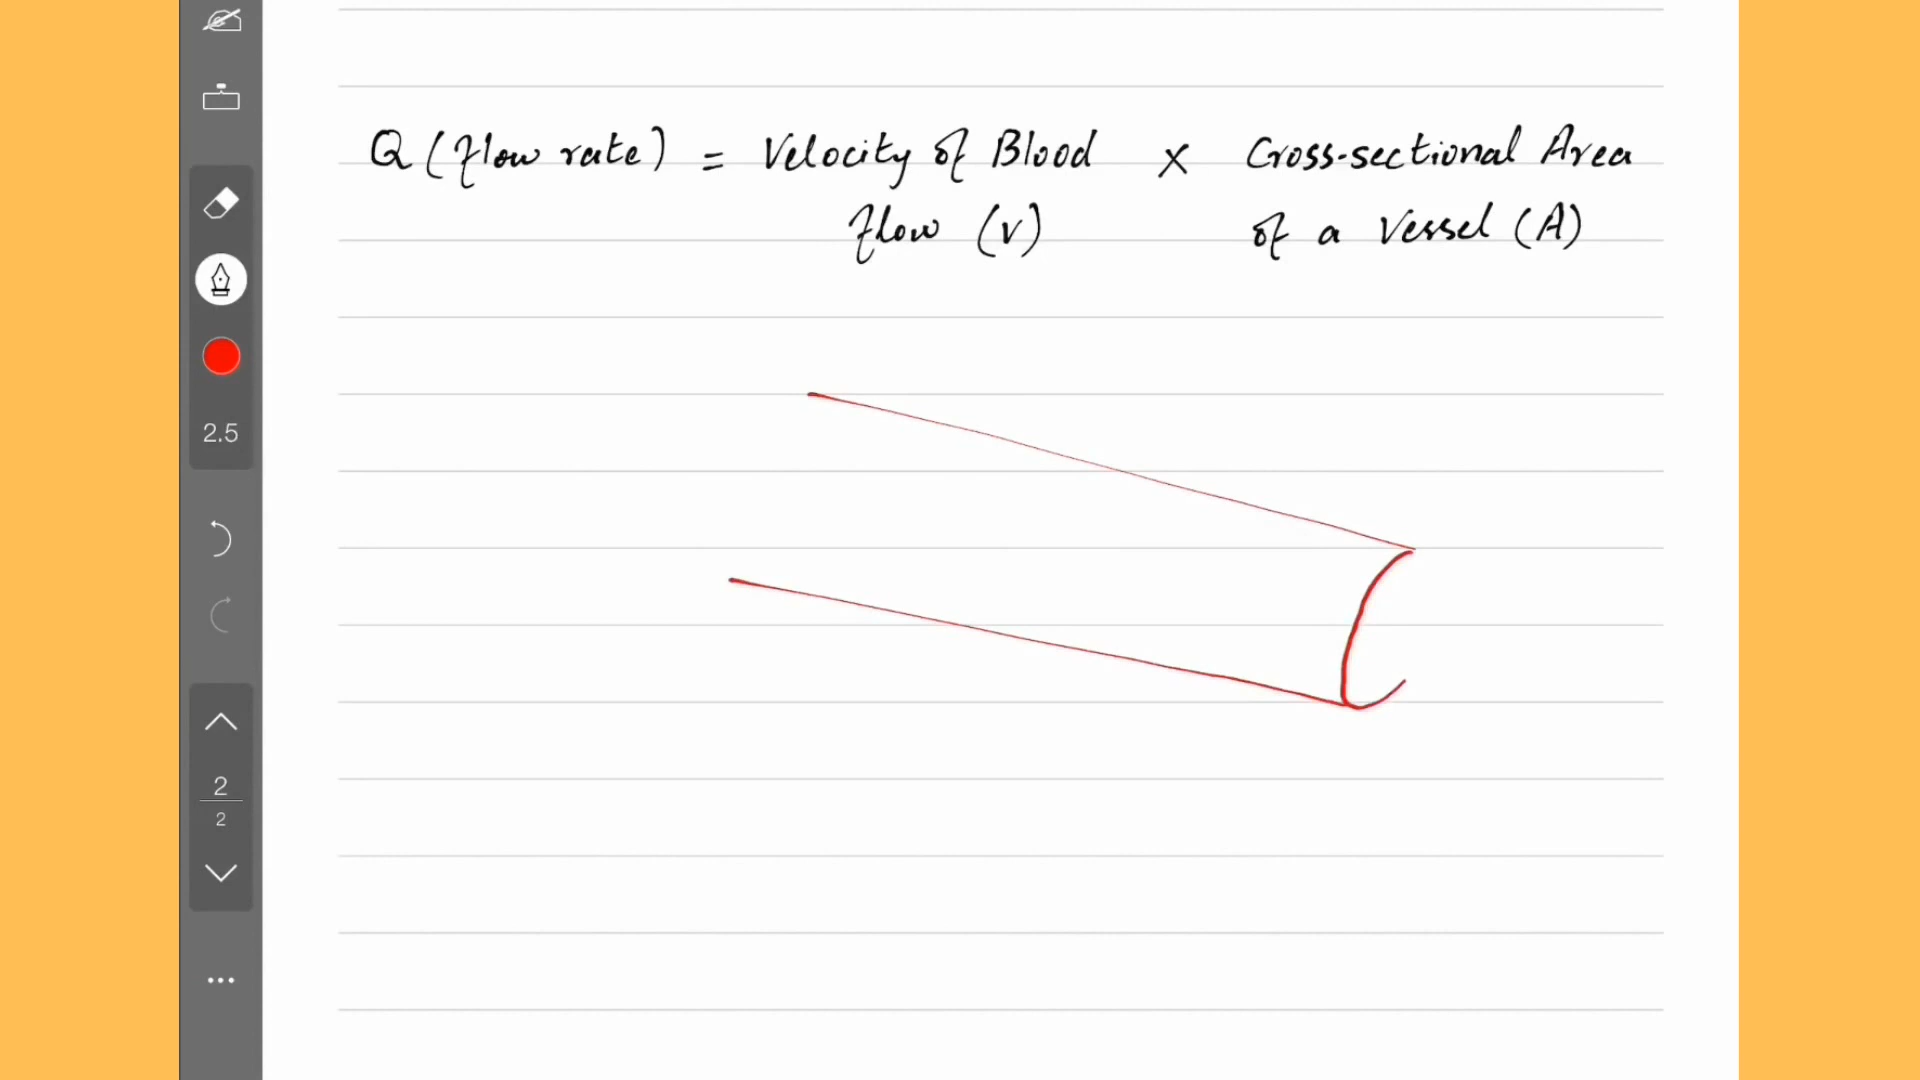 Q (flow rate) = Velocity of Blood × Cross-sectional Area
flow (v) of a Vessel (A)
2.5
2
2